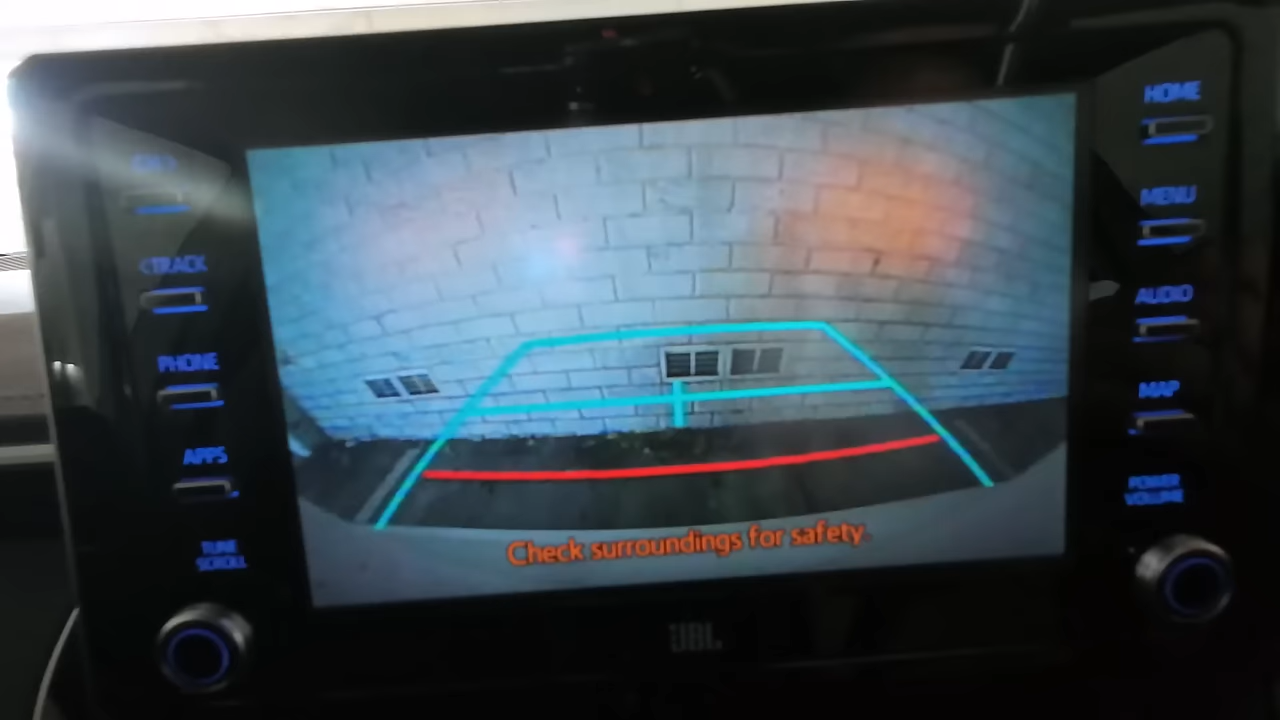 HOME
MENU
<TRACK
AUDIO
PHONE
MAP
APPS
POWER
VOLUME
TUNE
SCROLL
Check surroundings for safety.
JBL